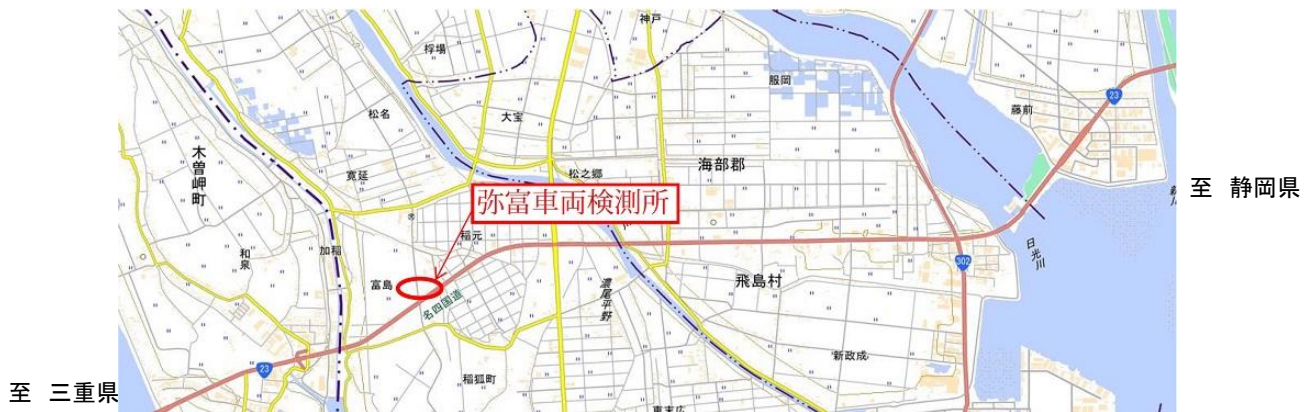 神戸
桴場
服岡
23
藤前
松名
大宝
海部郡
木曽岬町
松之郷
寛延
至 静岡県
弥富車両検測所
稲元
加稲
和泉
日光川
302
富島
飛島村
名四国道
濃尾平野
新政成
23
稲狐町
至 三重県